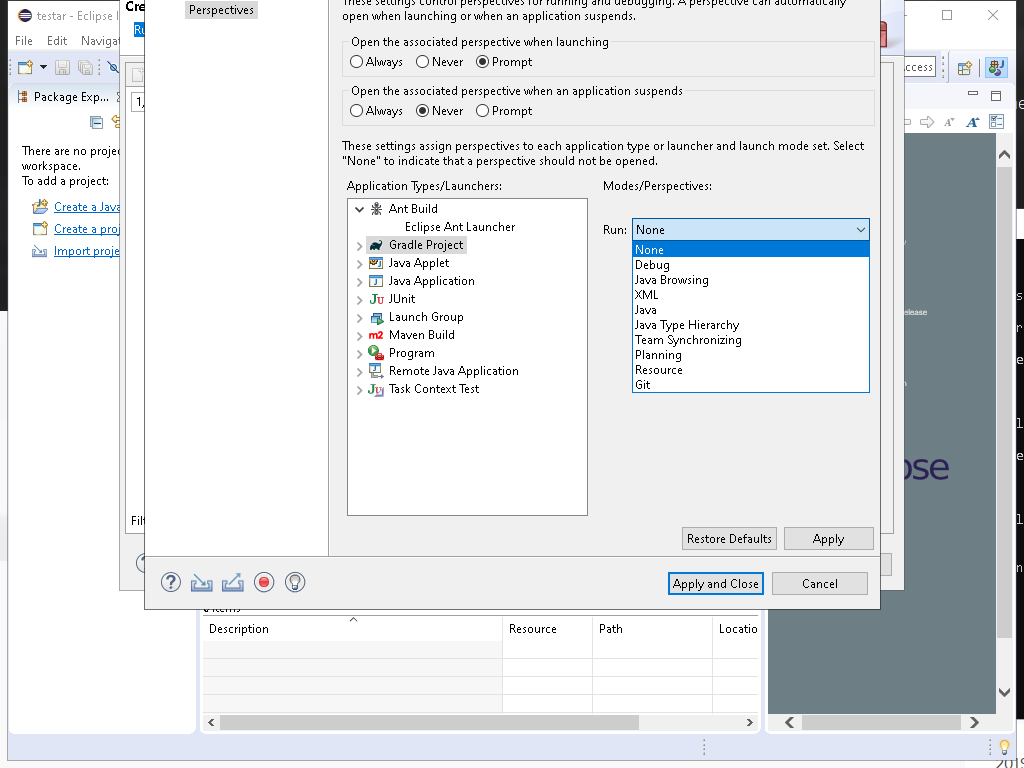 testar - Eclipse I
Cre
Perspectives
These settings control perspectives for running and debugging. A perspective can automatically
open when launching or when an application suspends.
File Edit Navigat
Ru
Open the associated perspective when launching
Always Never Prompt
ccess
Open the associated perspective when an application suspends
Always Never Prompt
Package Exp...
1,
There are no proje
workspace.
To add a project:
Create a Java
Create a proj
Import proje
These settings assign perspectives to each application type or launcher and launch mode set. Select
"None" to indicate that a perspective should not be opened.
Application Types/Launchers:
Modes/Perspectives:
Ant Build
Eclipse Ant Launcher
Gradle Project
Java Applet
Java Application
JUnit
Launch Group
Maven Build
Program
Remote Java Application
Task Context Test
Run: None
None
Debug
Java Browsing
XML
Java
Java Type Hierarchy
Team Synchronizing
Planning
Resource
Git
elease
ose
Filt
Restore Defaults Apply
Apply and Close Cancel
items
Description Resource Path Locatio
2019